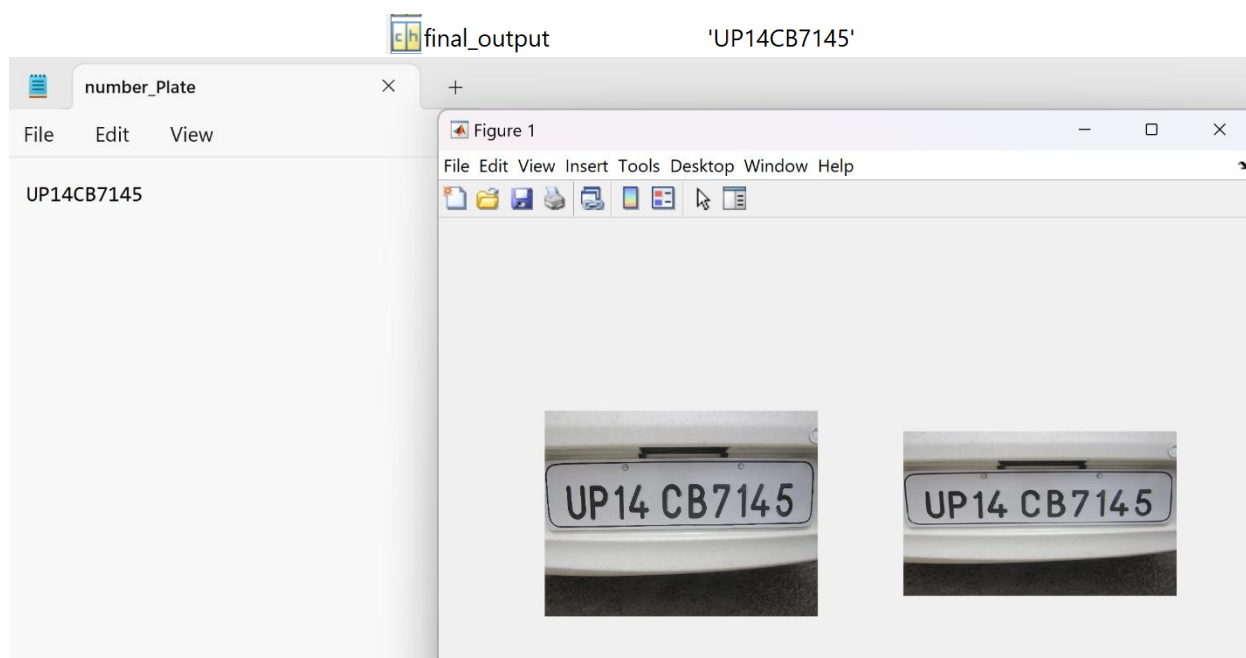 final_output 'UP14CB7145'
number_Plate
File Edit View
UP14CB7145
Figure 1
File Edit View Insert Tools Desktop Window Help
UP14 CB7145
UP14 CB7145